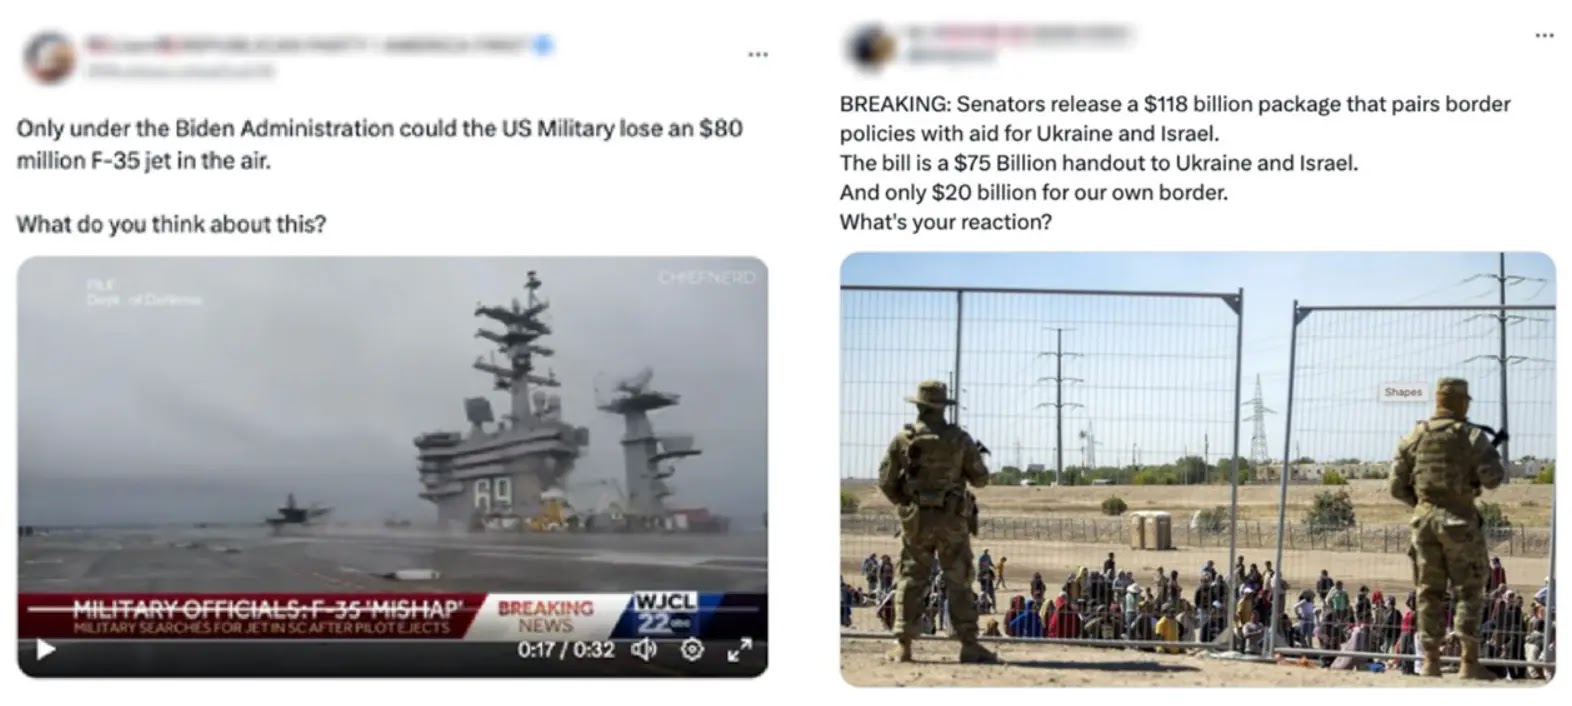 Only under the Biden Administration could the US Military lose an $80
million F-35 jet in the air.
What do you think about this?
FILE
Dept. of Defense
CHIEFNERD
69
MILITARY OFFICIALS: F-35 'MISHAP'
MILITARY SEARCHES FOR JET IN SC AFTER PILOT EJECTS
BREAKING
NEWS
WJCL
22 abc
0:17 / 0:32
BREAKING: Senators release a $118 billion package that pairs border
policies with aid for Ukraine and Israel.
The bill is a $75 Billion handout to Ukraine and Israel.
And only $20 billion for our own border.
What's your reaction?
Shapes